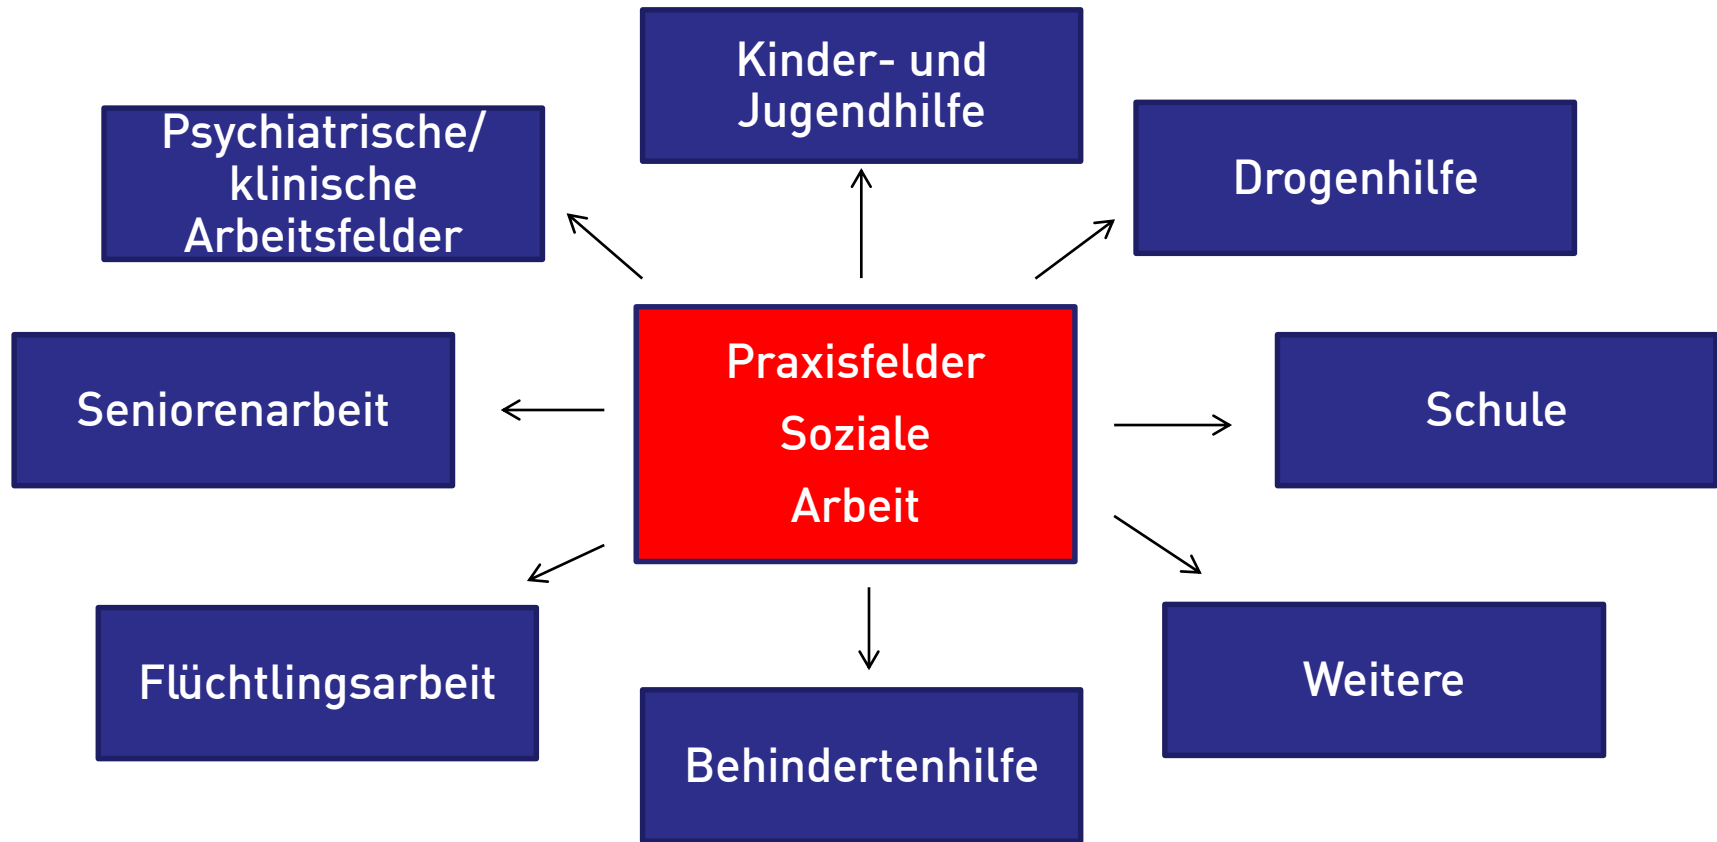 Kinder- und
Jugendhilfe
Psychiatrische/
klinische
Arbeitsfelder
Drogenhilfe
Seniorenarbeit
Praxisfelder
Soziale
Arbeit
Schule
Flüchtlingsarbeit
Weitere
Behindertenhilfe